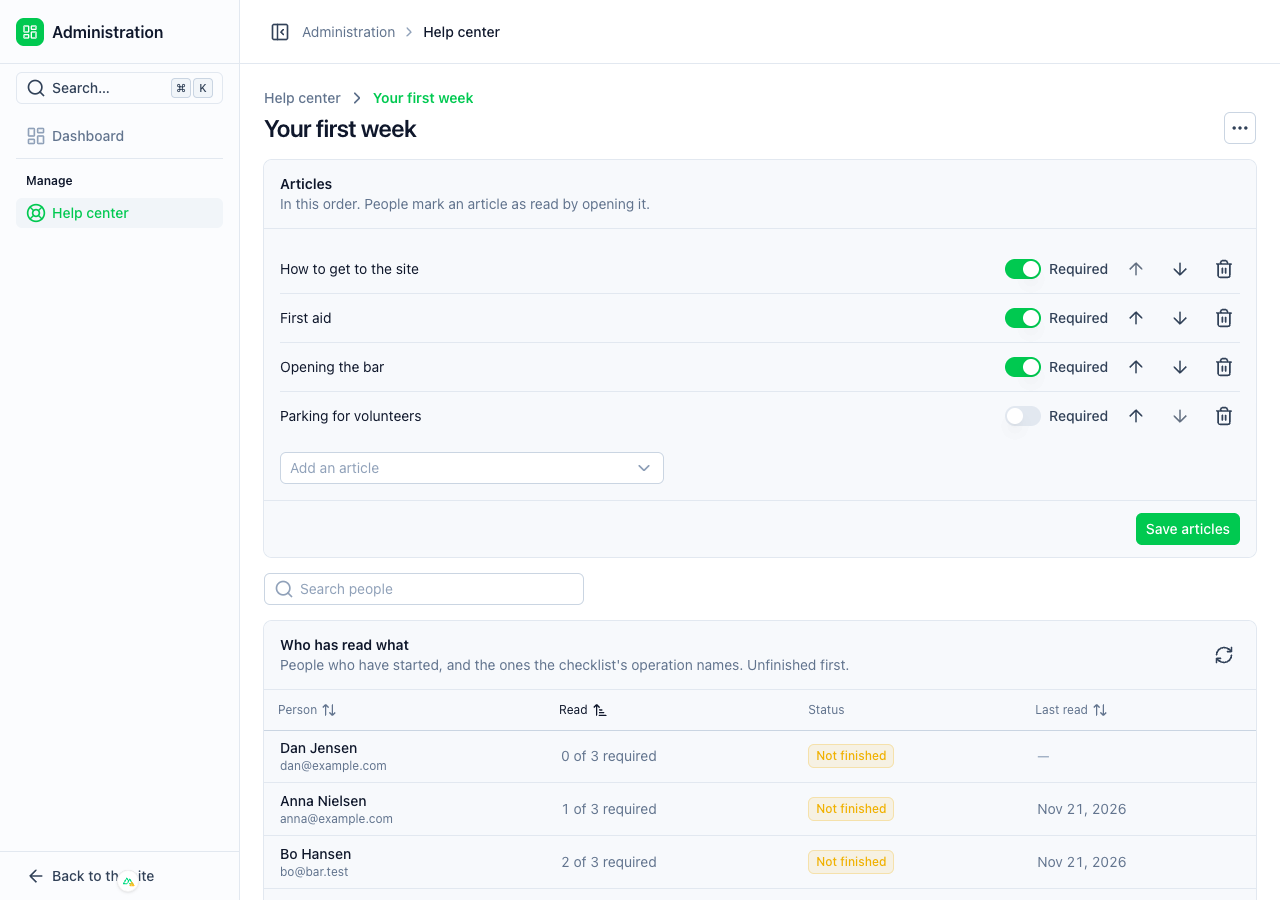 Administration
Administration
Help center
Search...
⌘
K
Dashboard
Manage
Help center
Help center
Your first week
Your first week
Articles
In this order. People mark an article as read by opening it.
How to get to the site
Required
First aid
Required
Opening the bar
Required
Parking for volunteers
Required
Add an article
Save articles
Search people
Who has read what
People who have started, and the ones the checklist's operation names. Unfinished first.
Person
Read
Status
Last read
Dan Jensen
dan@example.com
0 of 3 required
Not finished
—
Anna Nielsen
anna@example.com
1 of 3 required
Not finished
Nov 21, 2026
Bo Hansen
bo@bar.test
2 of 3 required
Not finished
Nov 21, 2026
Back to th ite